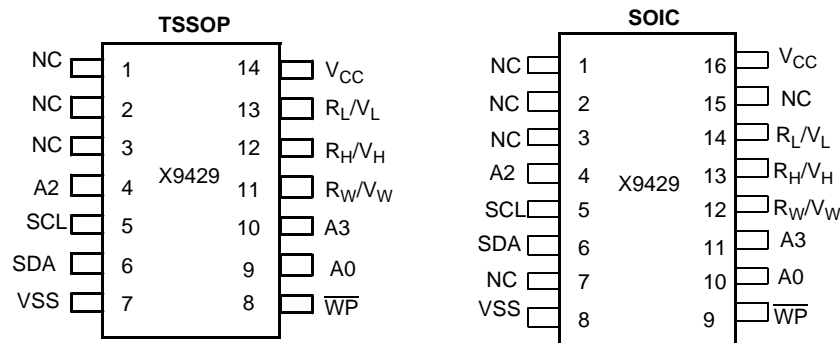 TSSOP
NC 1 14 VCC
NC 2 13 RL/VL
NC 3 12 RH/VH
X9429
A2 4 11 RW/VW
SCL 5 10 A3
SDA 6 9 A0
VSS 7 8 WP
SOIC
NC 1 16 VCC
NC 2 15 NC
NC 3 14 RL/VL
A2 4 13 RH/VH
X9429
SCL 5 12 RW/VW
SDA 6 11 A3
NC 7 10 A0
VSS 8 9 WP